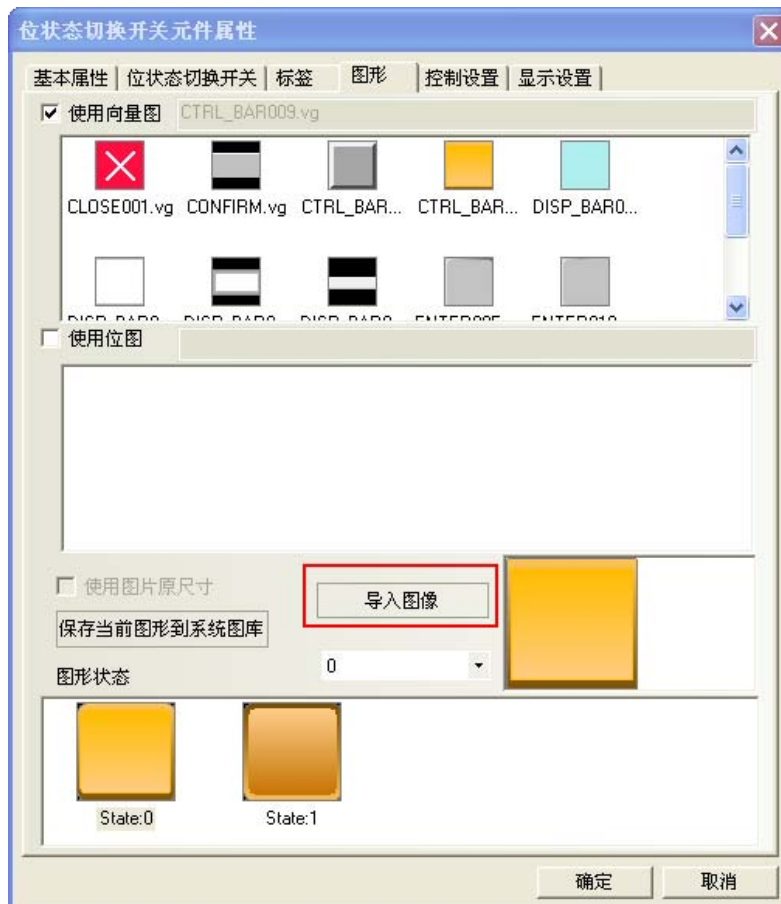 位状态切换开关元件属性
基本属性 位状态切换开关 标签 图形 控制设置 显示设置
使用向量图 CTRL_BAR009.vg
CLOSE001.vg CONFIRM.vg CTRL_BAR... CTRL_BAR... DISP_BAR0...
使用位图
使用图片原尺寸
导入图像
保存当前图形到系统图库
图形状态
0
State:0 State:1
确定 取消